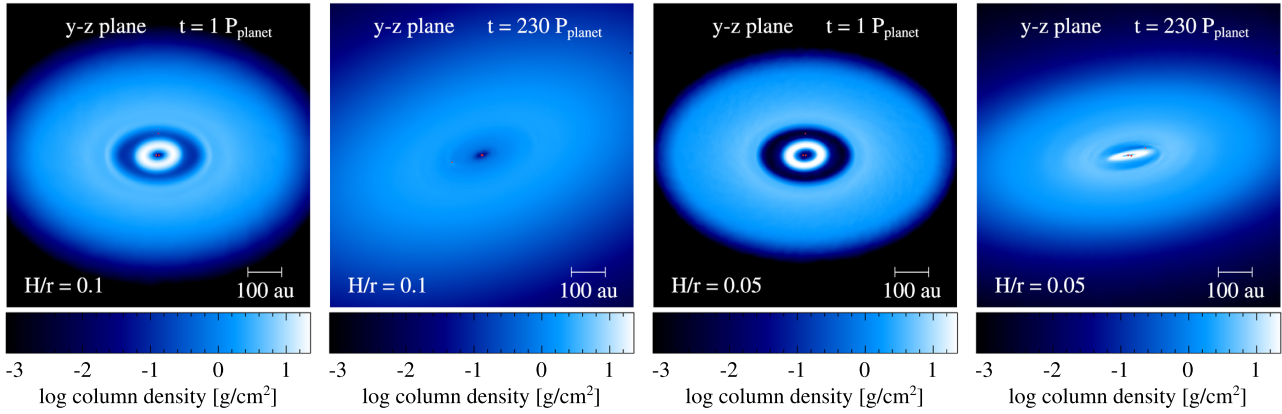 y-z plane t = 1 P_planet
H/r = 0.1
100 au
-3 -2 -1 0 1
log column density [g/cm²]
y-z plane t = 230 P_planet
H/r = 0.1
100 au
-3 -2 -1 0 1
log column density [g/cm²]
y-z plane t = 1 P_planet
H/r = 0.05
100 au
-3 -2 -1 0 1
log column density [g/cm²]
y-z plane t = 230 P_planet
H/r = 0.05
100 au
-3 -2 -1 0 1
log column density [g/cm²]